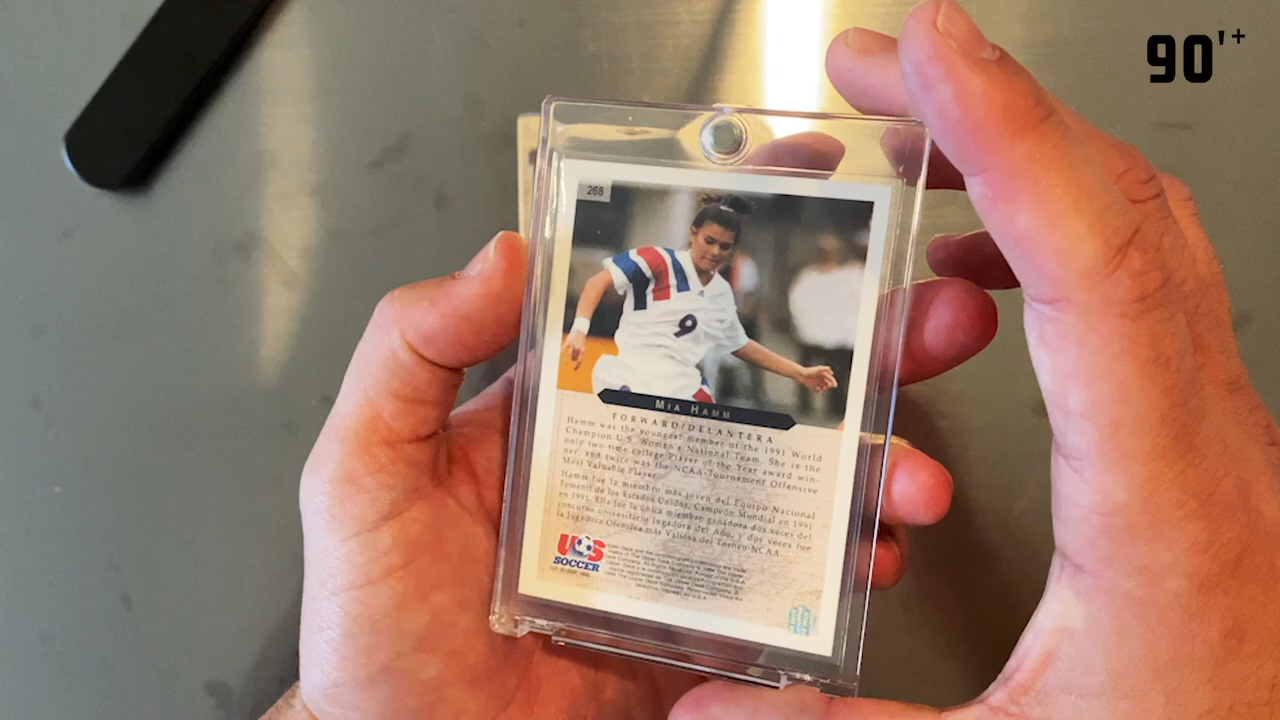 90'+
268
9
MIA HAMM
FORWARD/DELANTERA
Hamm was the youngest member of the 1991 World
Champion U.S. Women's National Team. She is the
only two-time college Player of the Year award win-
ner, and twice was the NCAA Tournament Offensive
Most Valuable Player.
Hamm fue la miembro más joven del Equipo Nacional
Femenil de los Estados Unidos, Campeón Mundial en 1991
en 1991. Ella fue la única miembro ganadora dos veces del
concurso universitario Jugadora del Año, y dos veces fue
la Jugadora Ofensiva más Valiosa del Torneo NCAA.
US
SOCCER